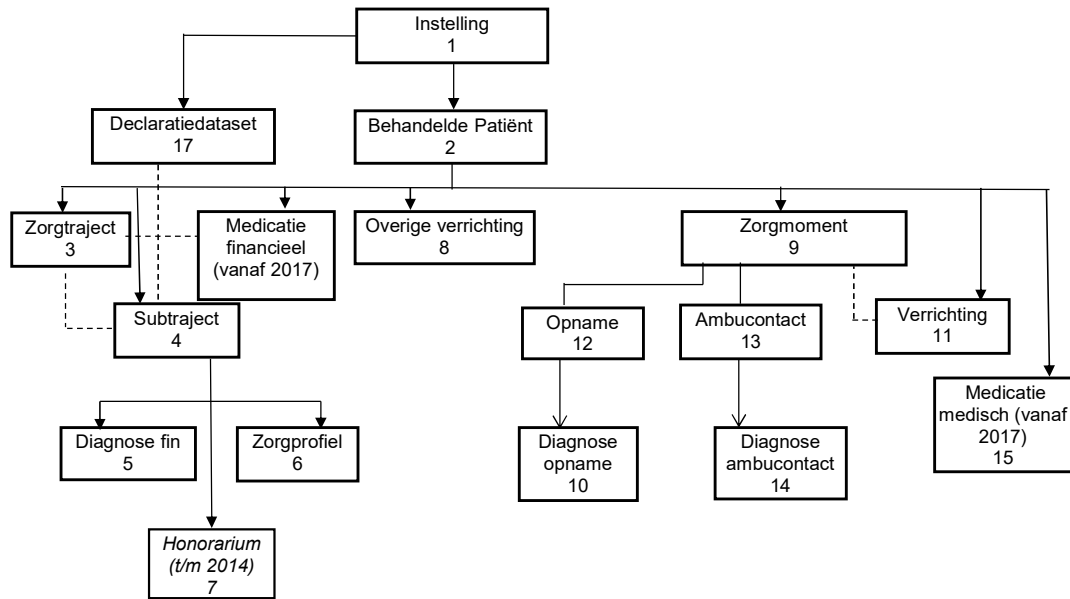 Instelling
1
Declaratiedataset
17
Behandelde Patiënt
2
Zorgtraject
3
Medicatie
financieel
(vanaf 2017)
Overige verrichting
8
Zorgmoment
9
Subtraject
4
Opname
12
Ambucontact
13
Verrichting
11
Medicatie
medisch (vanaf
2017)
15
Diagnose fin
5
Zorgprofiel
6
Diagnose
opname
10
Diagnose
ambucontact
14
Honorarium
(t/m 2014)
7